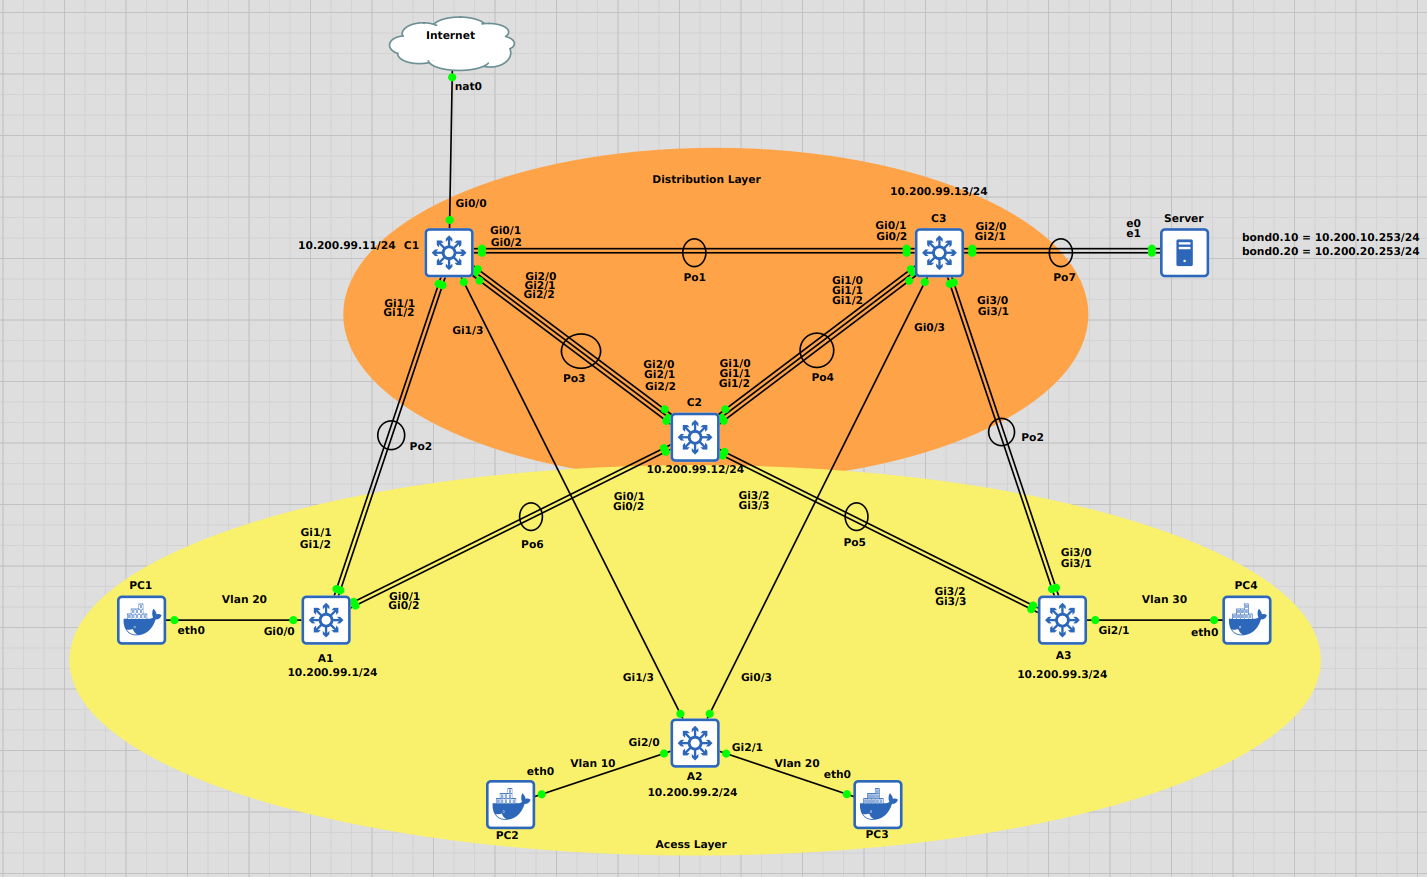 Internet
nat0
Distribution Layer
10.200.99.13/24
Gi0/0
C3
Server
Gi0/1
Gi0/2
Gi0/1
Gi0/2
Gi2/0
Gi2/1
e0
e1
10.200.99.11/24 C1
bond0.10 = 10.200.10.253/24
bond0.20 = 10.200.20.253/24
Po1
Po7
Gi2/0
Gi2/1
Gi2/2
Gi1/0
Gi1/1
Gi1/2
Gi1/1
Gi1/2
Gi3/0
Gi3/1
Gi1/3
Gi0/3
Po3
Po4
Gi2/0
Gi2/1
Gi2/2
Gi1/0
Gi1/1
Gi1/2
C2
Po2
Po2
10.200.99.12/24
Gi0/1
Gi0/2
Gi3/2
Gi3/3
Po6
Po5
Gi1/1
Gi1/2
Gi3/0
Gi3/1
PC1
PC4
Vlan 20
Gi0/1
Gi0/2
Gi3/2
Gi3/3
Vlan 30
eth0
Gi0/0
Gi2/1
eth0
A1
10.200.99.1/24
A3
10.200.99.3/24
Gi1/3
Gi0/3
Gi2/0
Gi2/1
Vlan 10
Vlan 20
eth0
eth0
A2
10.200.99.2/24
PC2
PC3
Acess Layer